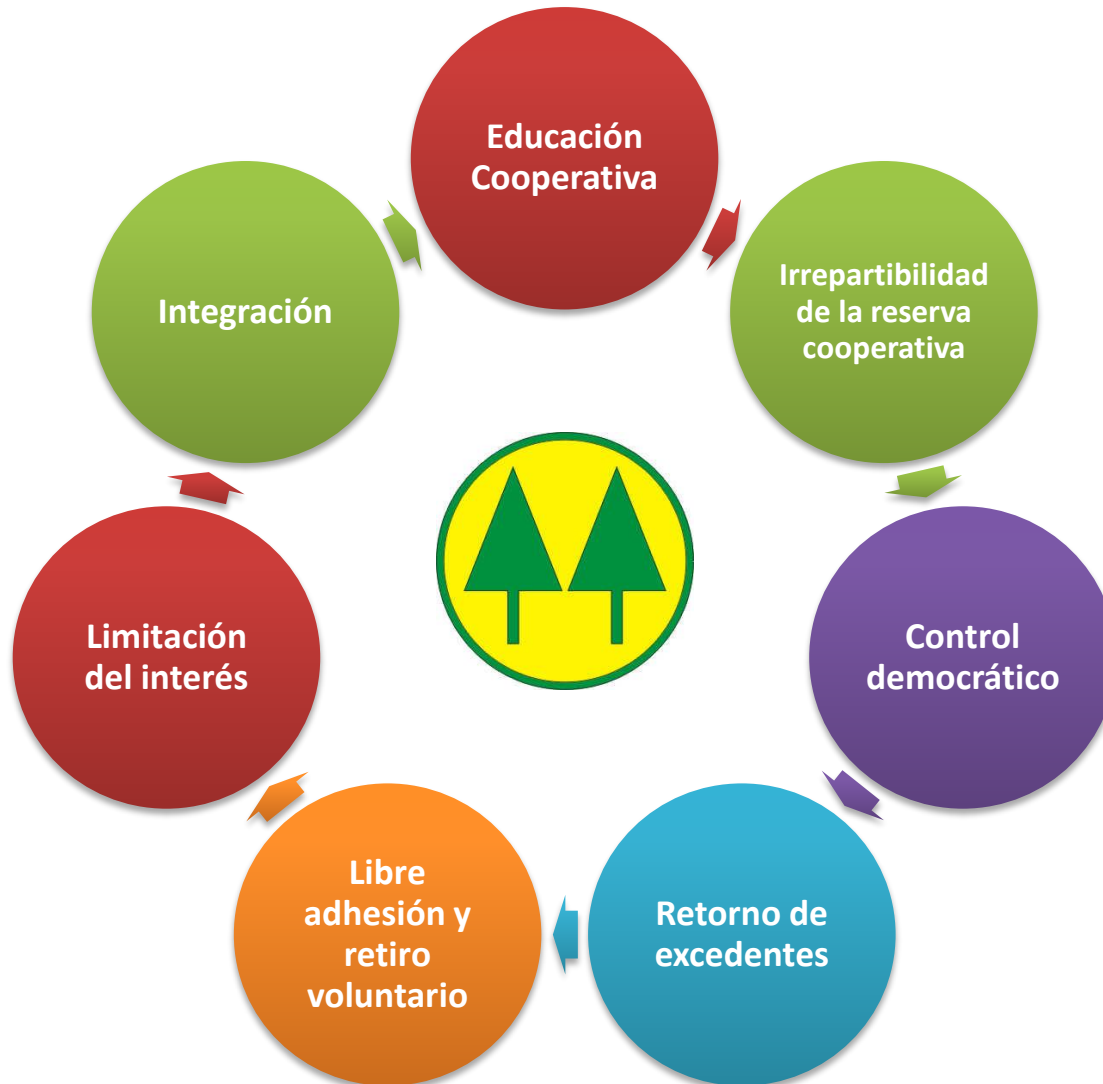 Educación
Cooperativa
Irrepartibilidad
de la reserva
cooperativa
Control
democrático
Retorno de
excedentes
Libre
adhesión y
retiro
voluntario
Limitación
del interés
Integración